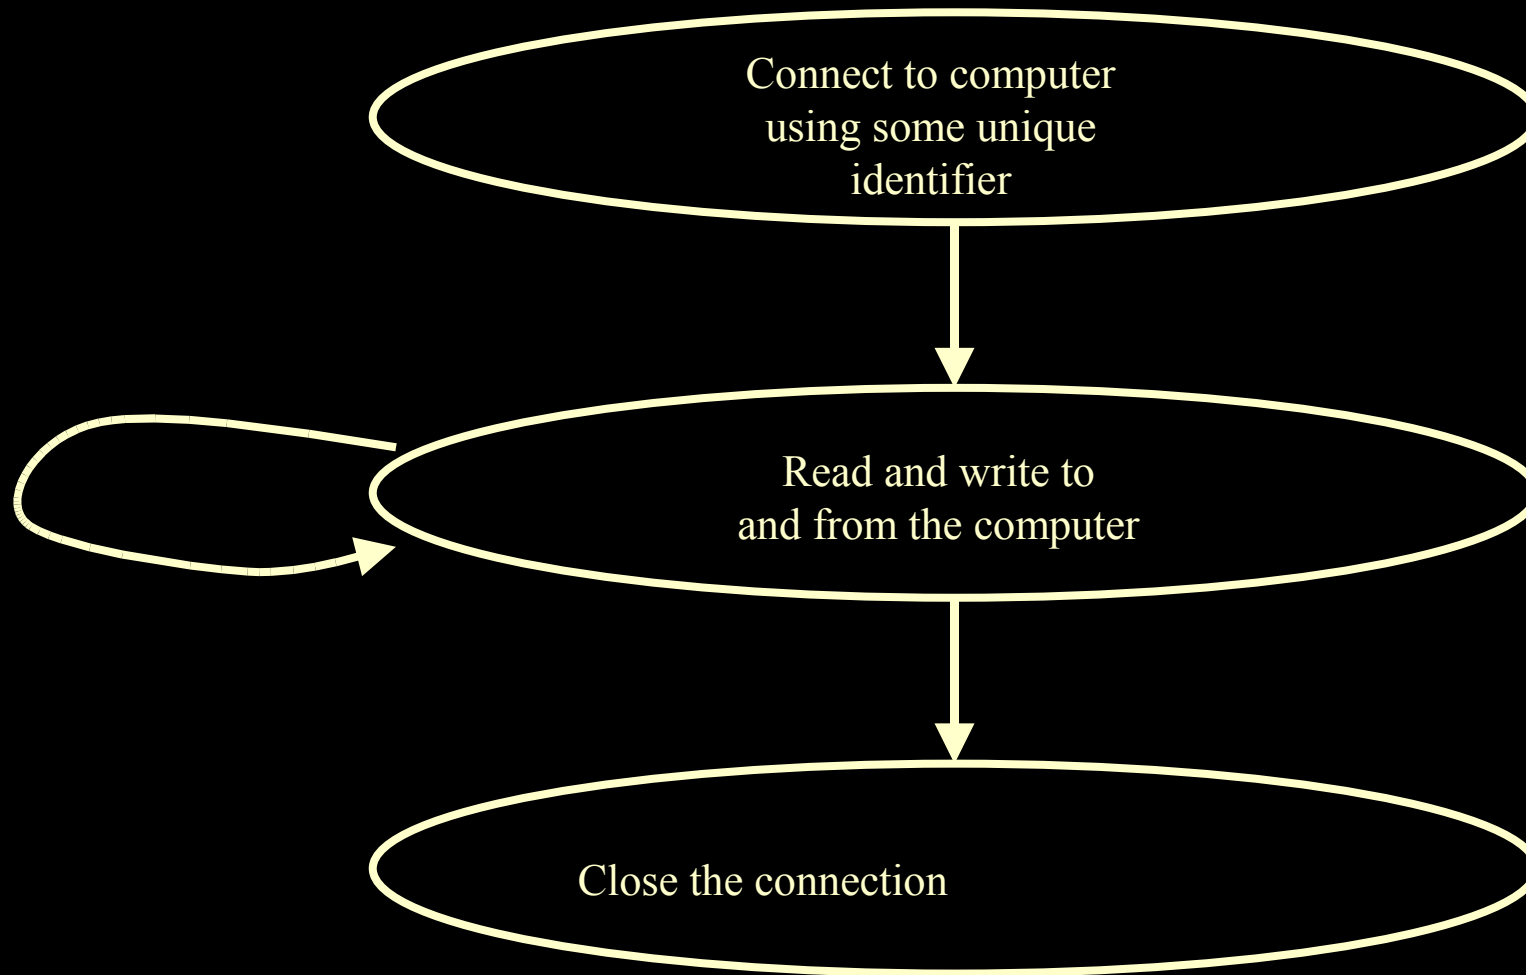 Connect to computer
using some unique
identifier
Read and write to
and from the computer
Close the connection